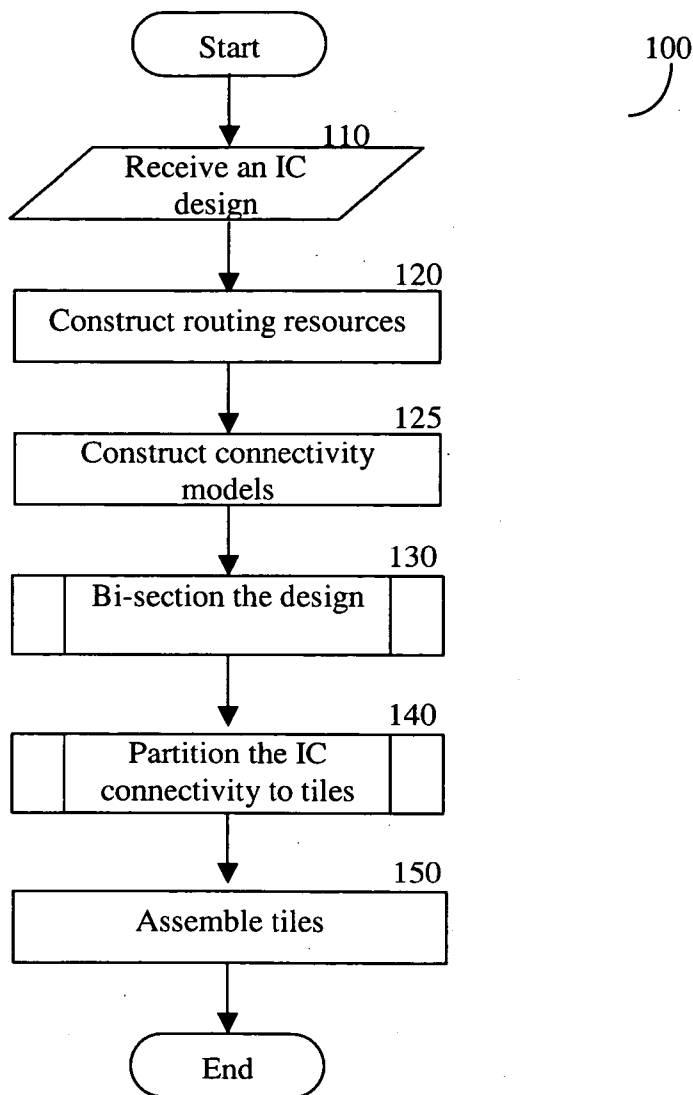 Start
100
110
Receive an IC
design
120
Construct routing resources
125
Construct connectivity
models
130
Bi-section the design
140
Partition the IC
connectivity to tiles
150
Assemble tiles
End